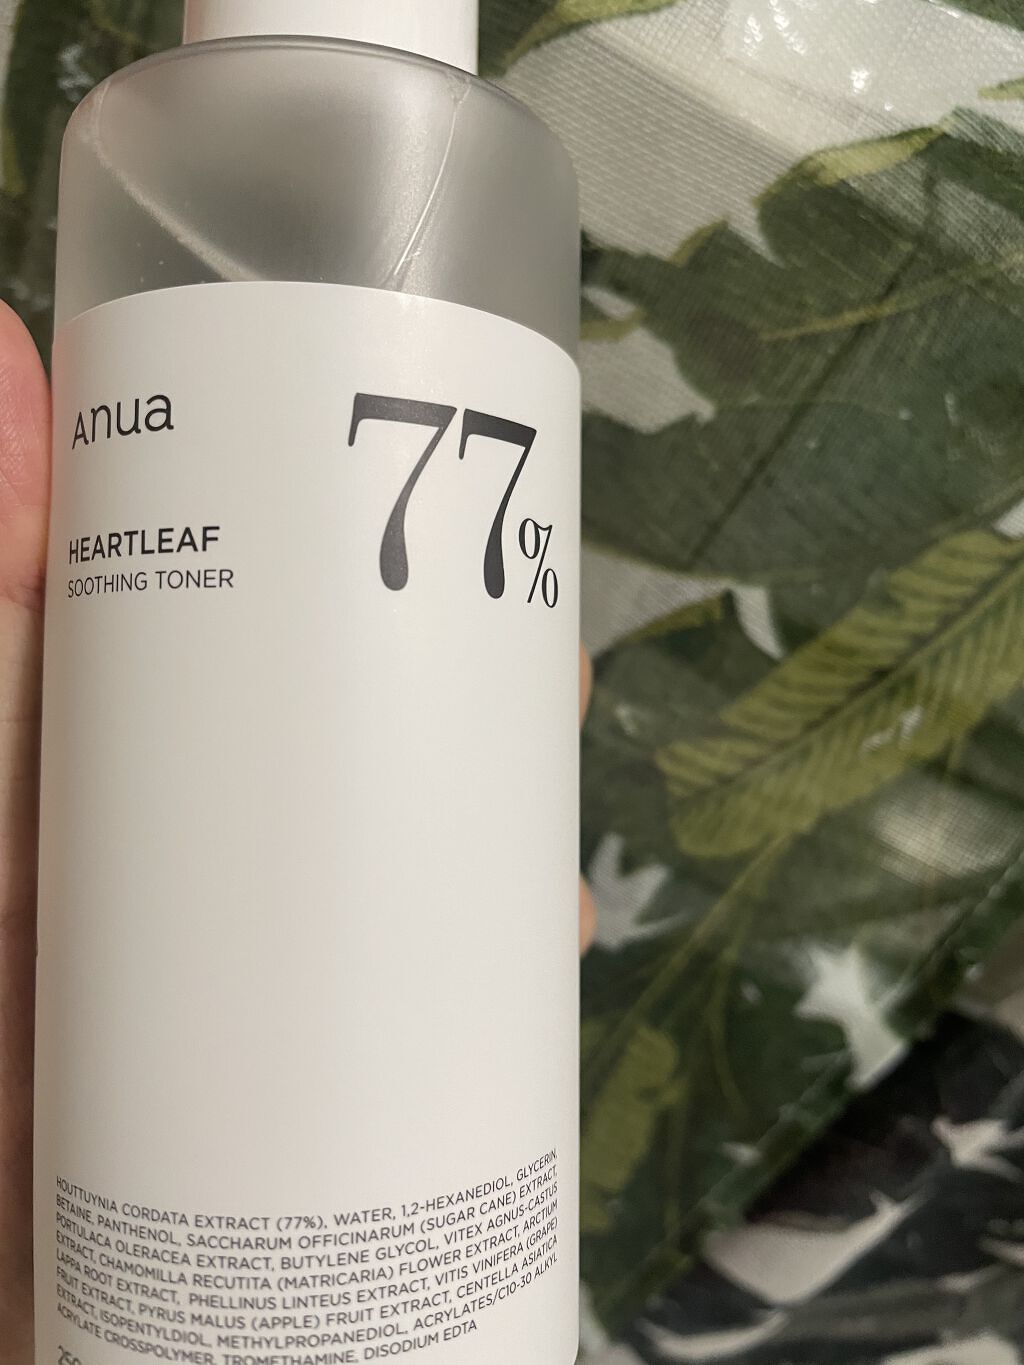 Anua
77%
HEARTLEAF
SOOTHING TONER
HOUTTUYNIA CORDATA EXTRACT (77%), WATER, 1,2-HEXANEDIOL, GLYCERIN,
BETAINE, PANTHENOL, SACCHARUM OFFICINARUM (SUGAR CANE) EXTRACT,
PORTULACA OLERACEA EXTRACT, BUTYLENE GLYCOL, VITEX AGNUS-CASTUS
EXTRACT, CHAMOMILLA RECUTITA (MATRICARIA) FLOWER EXTRACT, ARCTIUM
LAPPA ROOT EXTRACT, PHELLINUS LINTEUS EXTRACT, VITIS VINIFERA (GRAPE)
FRUIT EXTRACT, PYRUS MALUS (APPLE) FRUIT EXTRACT, CENTELLA ASIATICA
EXTRACT, ISOPENTYLDIOL, METHYLPROPANEDIOL, ACRYLATES/C10-30 ALKYL
ACRYLATE CROSSPOLYMER, TROMETHAMINE, DISODIUM EDTA